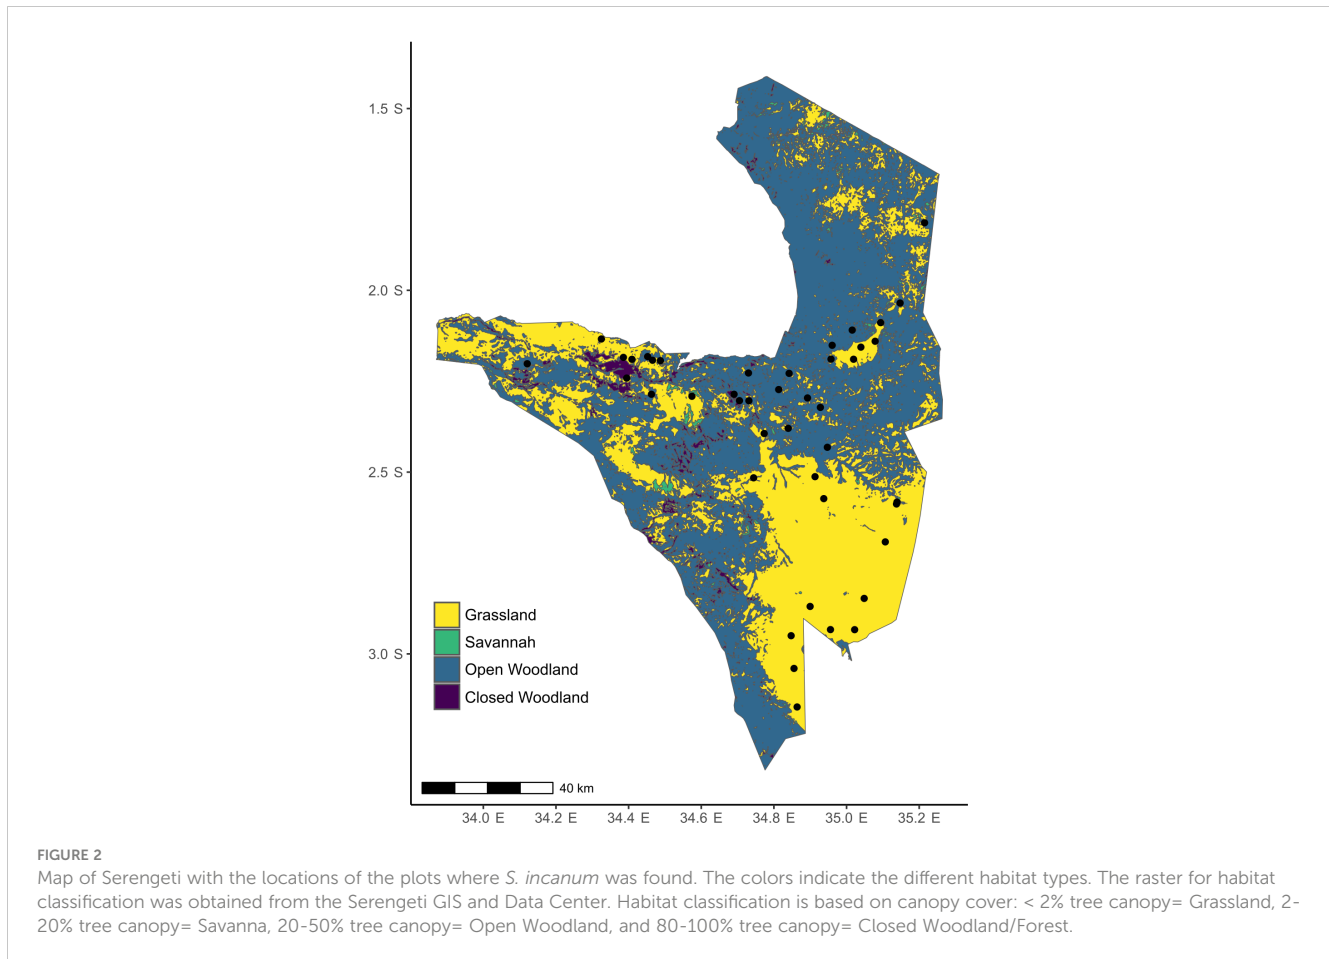 1.5 S
2.0 S
2.5 S
3.0 S
Grassland
Savannah
Open Woodland
Closed Woodland
40 km
34.0 E 34.2 E 34.4 E 34.6 E 34.8 E 35.0 E 35.2 E
FIGURE 2
Map of Serengeti with the locations of the plots where S. incanum was found. The colors indicate the different habitat types. The raster for habitat
classification was obtained from the Serengeti GIS and Data Center. Habitat classification is based on canopy cover: < 2% tree canopy= Grassland, 2-
20% tree canopy= Savanna, 20-50% tree canopy= Open Woodland, and 80-100% tree canopy= Closed Woodland/Forest.